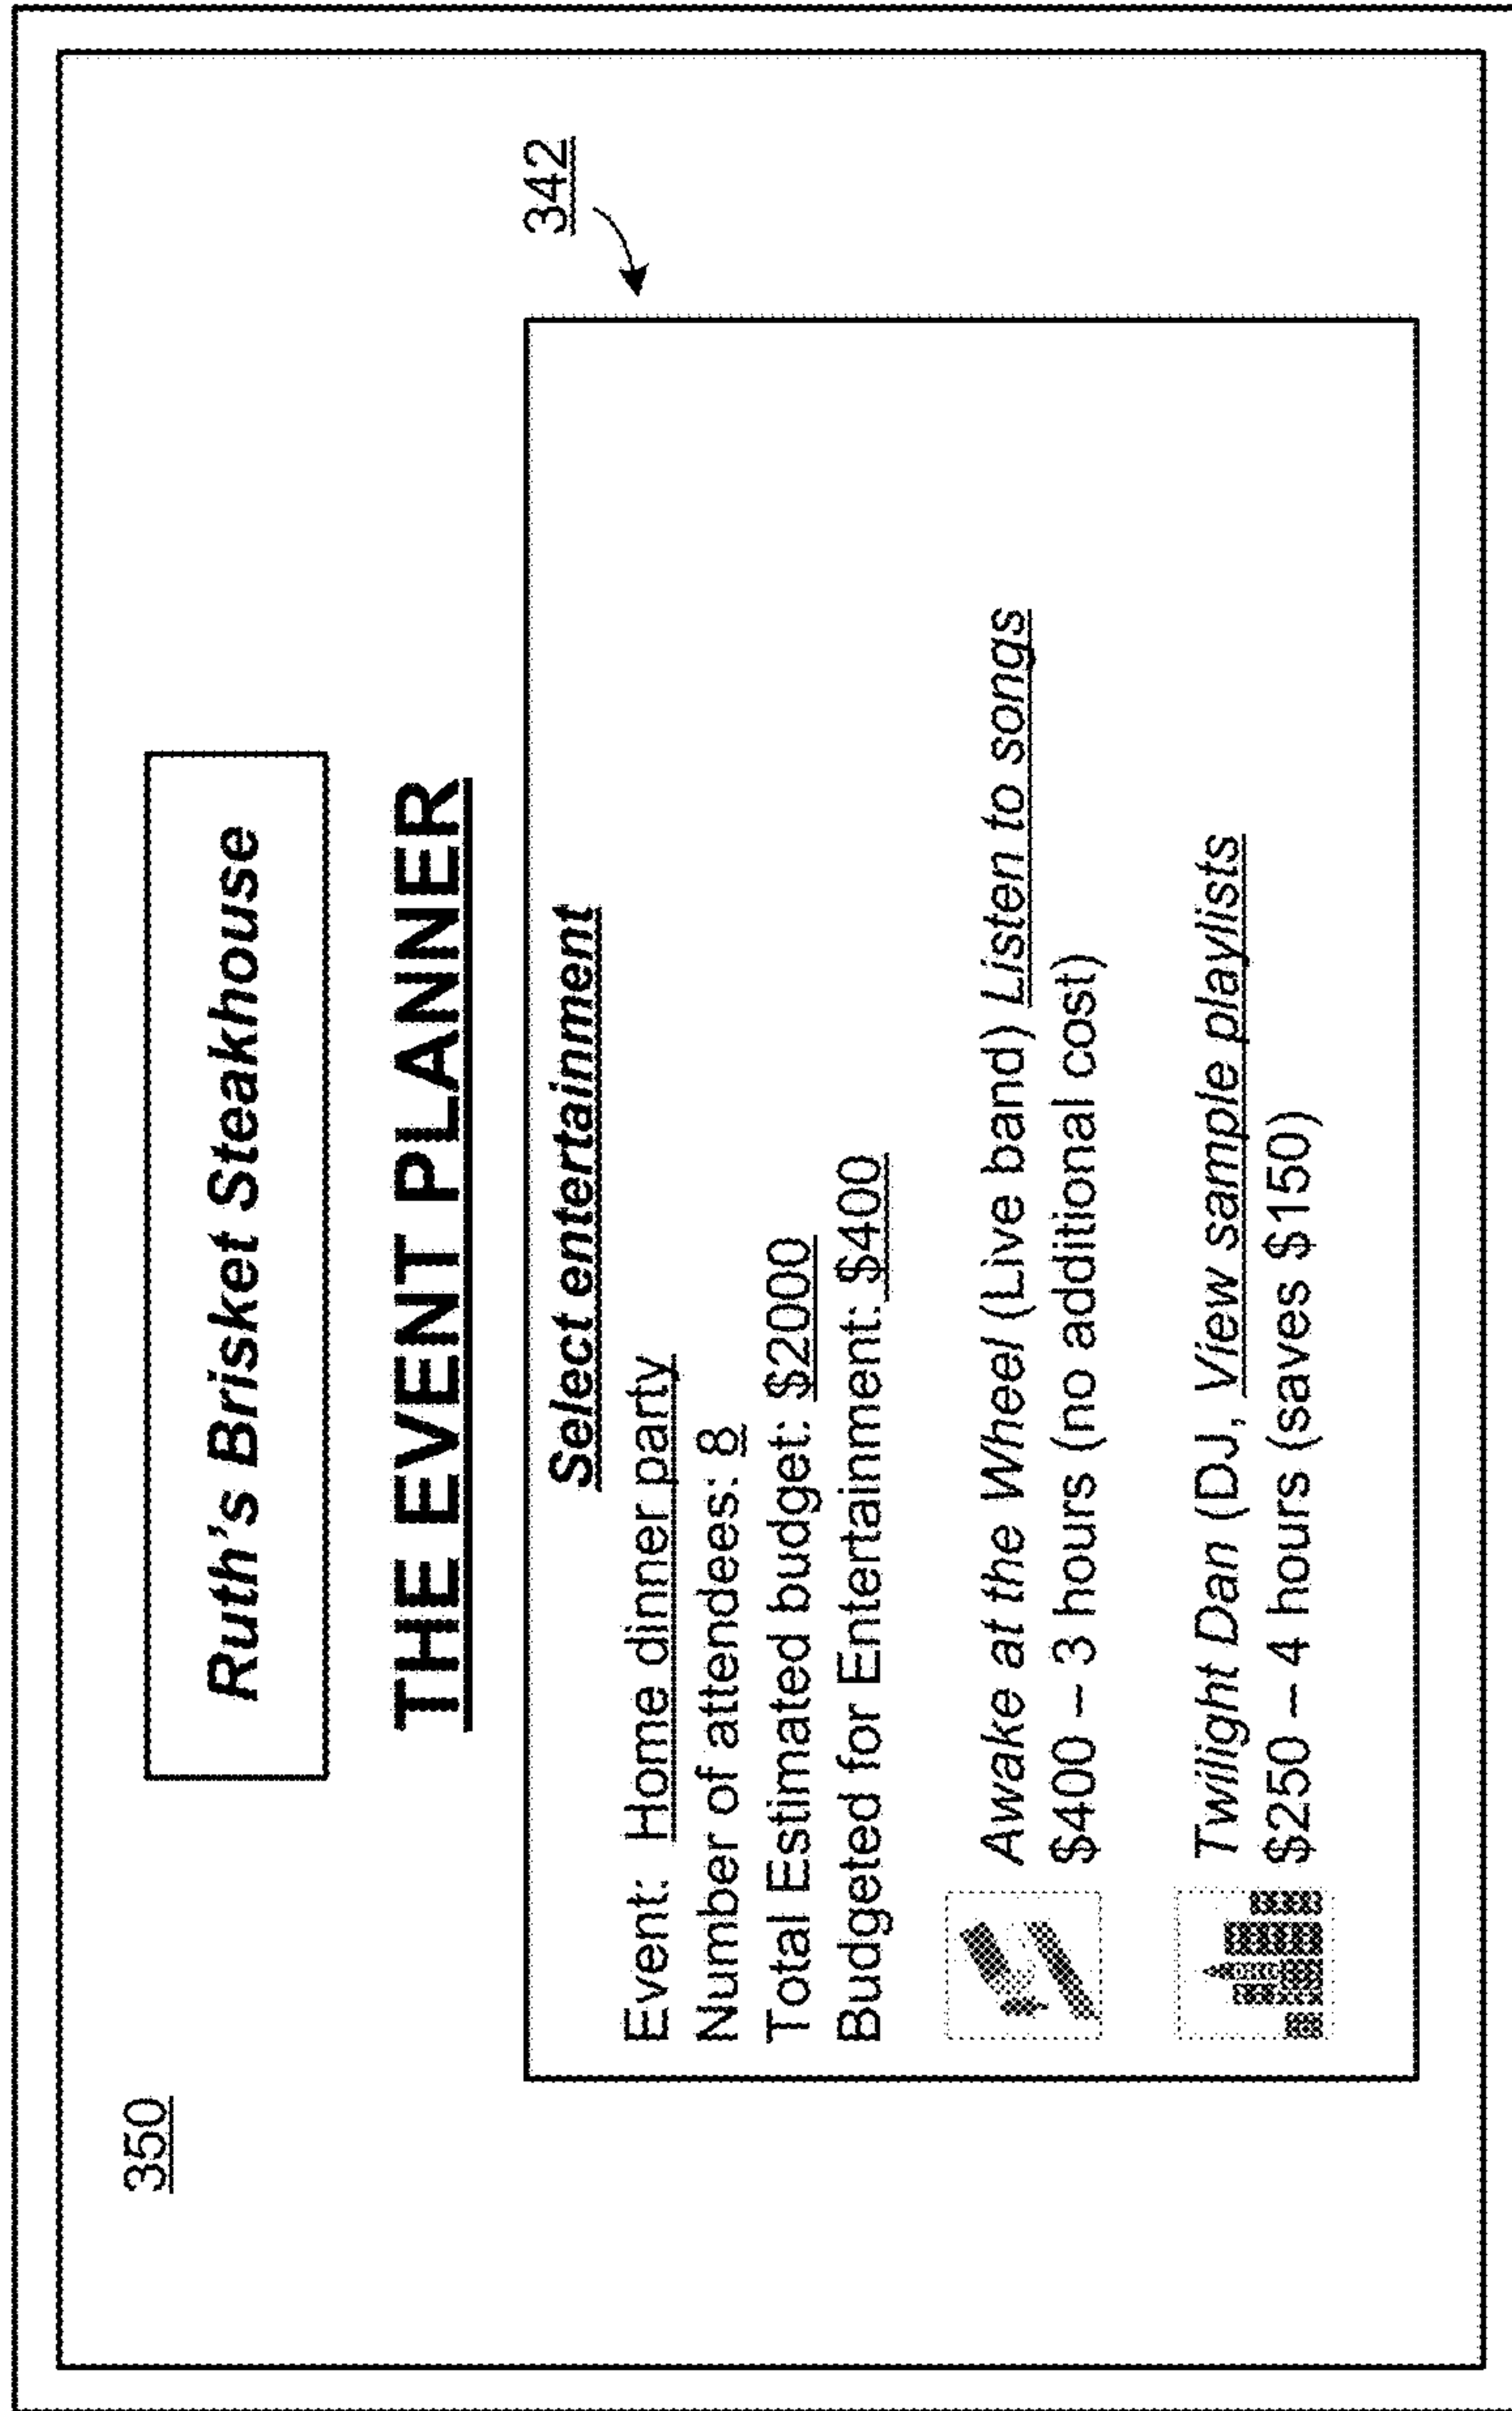 350
Ruth's Brisket Steakhouse
THE EVENT PLANNER
342
Select entertainment
Event: Home dinner party
Number of attendees: 8
Total Estimated budget: $2000
Budgeted for Entertainment: $400
Awake at the Wheel (Live band) Listen to songs
$400 – 3 hours (no additional cost)
Twilight Dan (DJ, View sample playlists
$250 – 4 hours (saves $150)